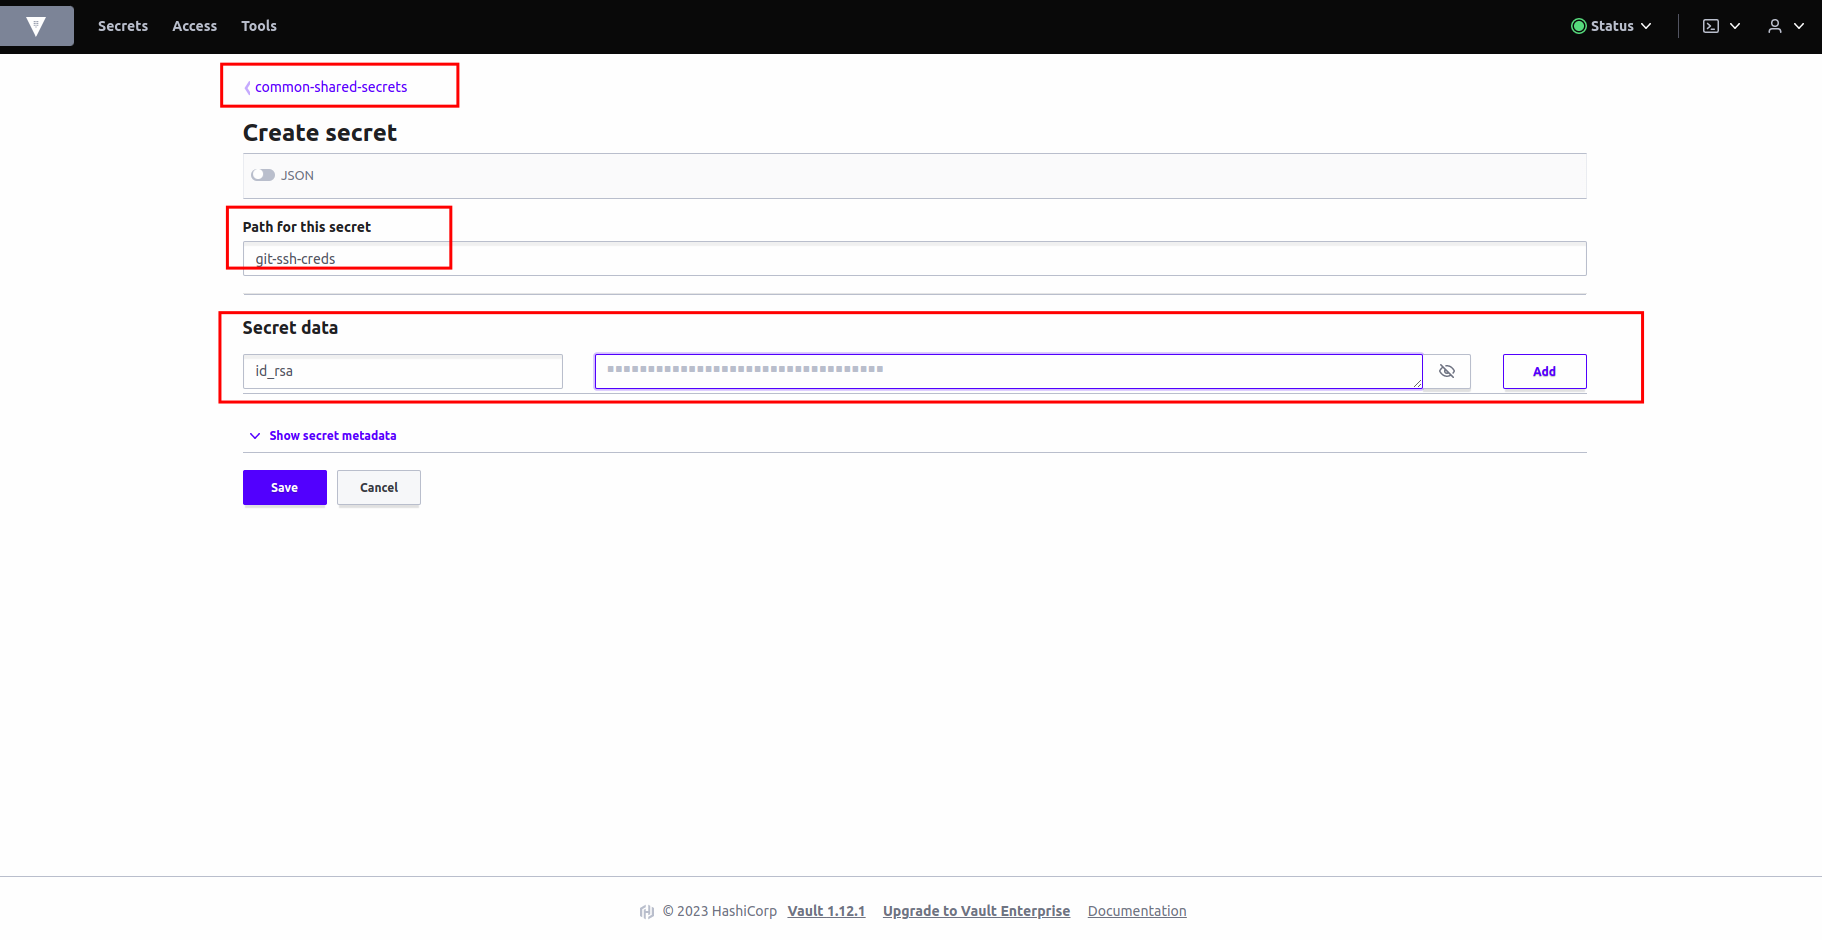 Secrets Access Tools Status
common-shared-secrets
Create secret
JSON
Path for this secret
git-ssh-creds
Secret data
id_rsa
Add
Show secret metadata
Save Cancel
© 2023 HashiCorp Vault 1.12.1 Upgrade to Vault Enterprise Documentation